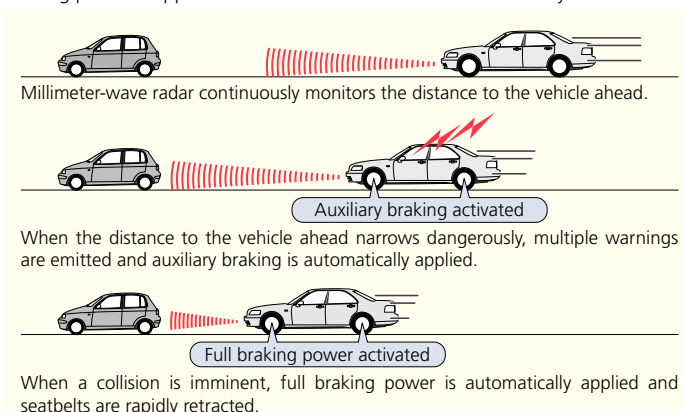 Millimeter-wave radar continuously monitors the distance to the vehicle ahead.
Auxiliary braking activated
When the distance to the vehicle ahead narrows dangerously, multiple warnings
are emitted and auxiliary braking is automatically applied.
Full braking power activated
When a collision is imminent, full braking power is automatically applied and
seatbelts are rapidly retracted.